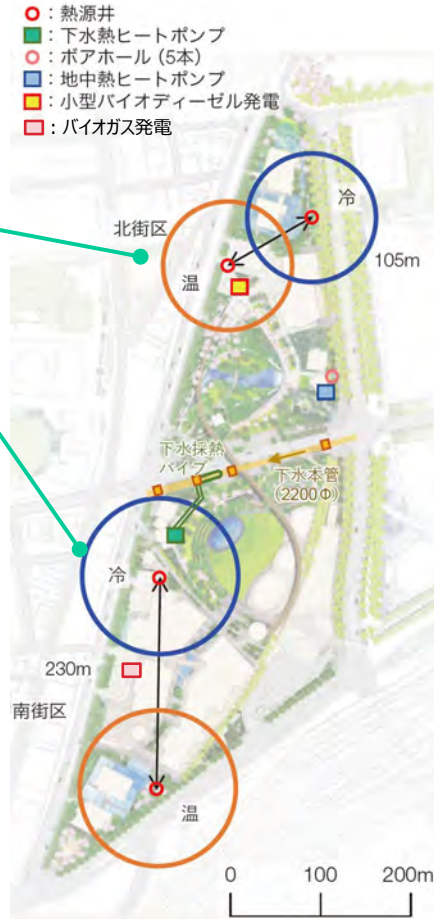 ：熱源井
：下水熱ヒートポンプ
：ボアホール（5本）
：地中熱ヒートポンプ
：小型バイオディーゼル発電
：バイオガス発電
冷
北街区
105m
温
下水採熱
パイプ
下水本管
（2200Φ）
冷
230m
南街区
温
0 100 200m